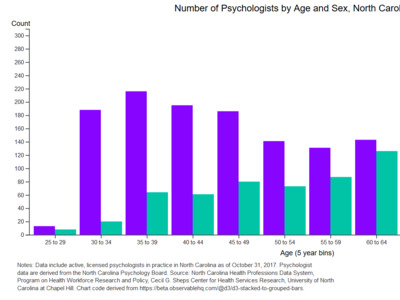 Number of Psychologists by Age and Sex, North Carol
Count
300
280
260
240
220
200
180
160
140
120
100
80
60
40
20
0
25 to 29 30 to 34 35 to 39 40 to 44 45 to 49 50 to 54 55 to 59 60 to 64
Age (5 year bins)
Notes: Data include active, licensed psychologists in practice in North Carolina as of October 31, 2017. Psychologist
data are derived from the North Carolina Psychology Board. Source: North Carolina Health Professions Data System,
Program on Health Workforce Research and Policy, Cecil G. Sheps Center for Health Services Research, University of North
Carolina at Chapel Hill. Chart code derived from https://beta.observablehq.com/@d3/d3-stacked-to-grouped-bars.